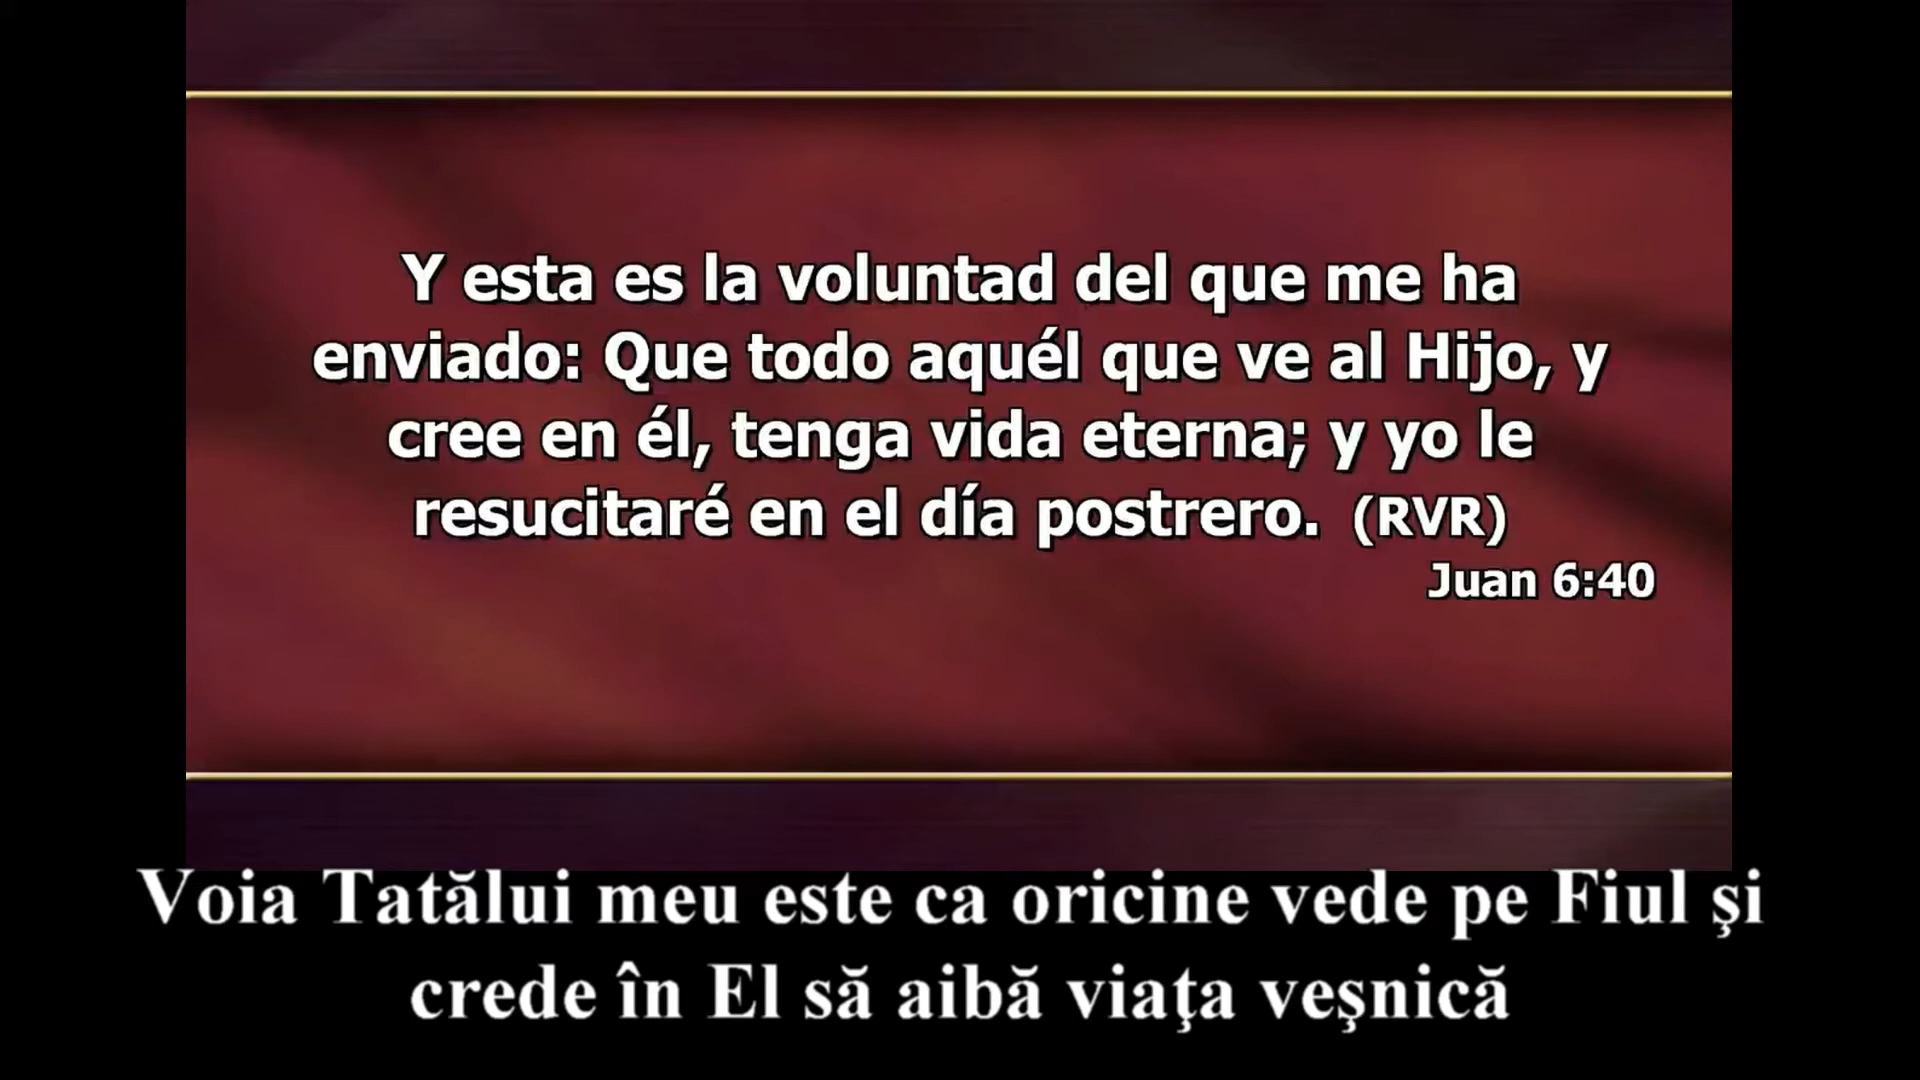 Y esta es la voluntad del que me ha
enviado: Que todo aquél que ve al Hijo, y
cree en él, tenga vida eterna; y yo le
resucitaré en el día postrero. (RVR)
Juan 6:40
Voia Tatălui meu este ca oricine vede pe Fiul şi
crede în El să aibă viaţa veşnică